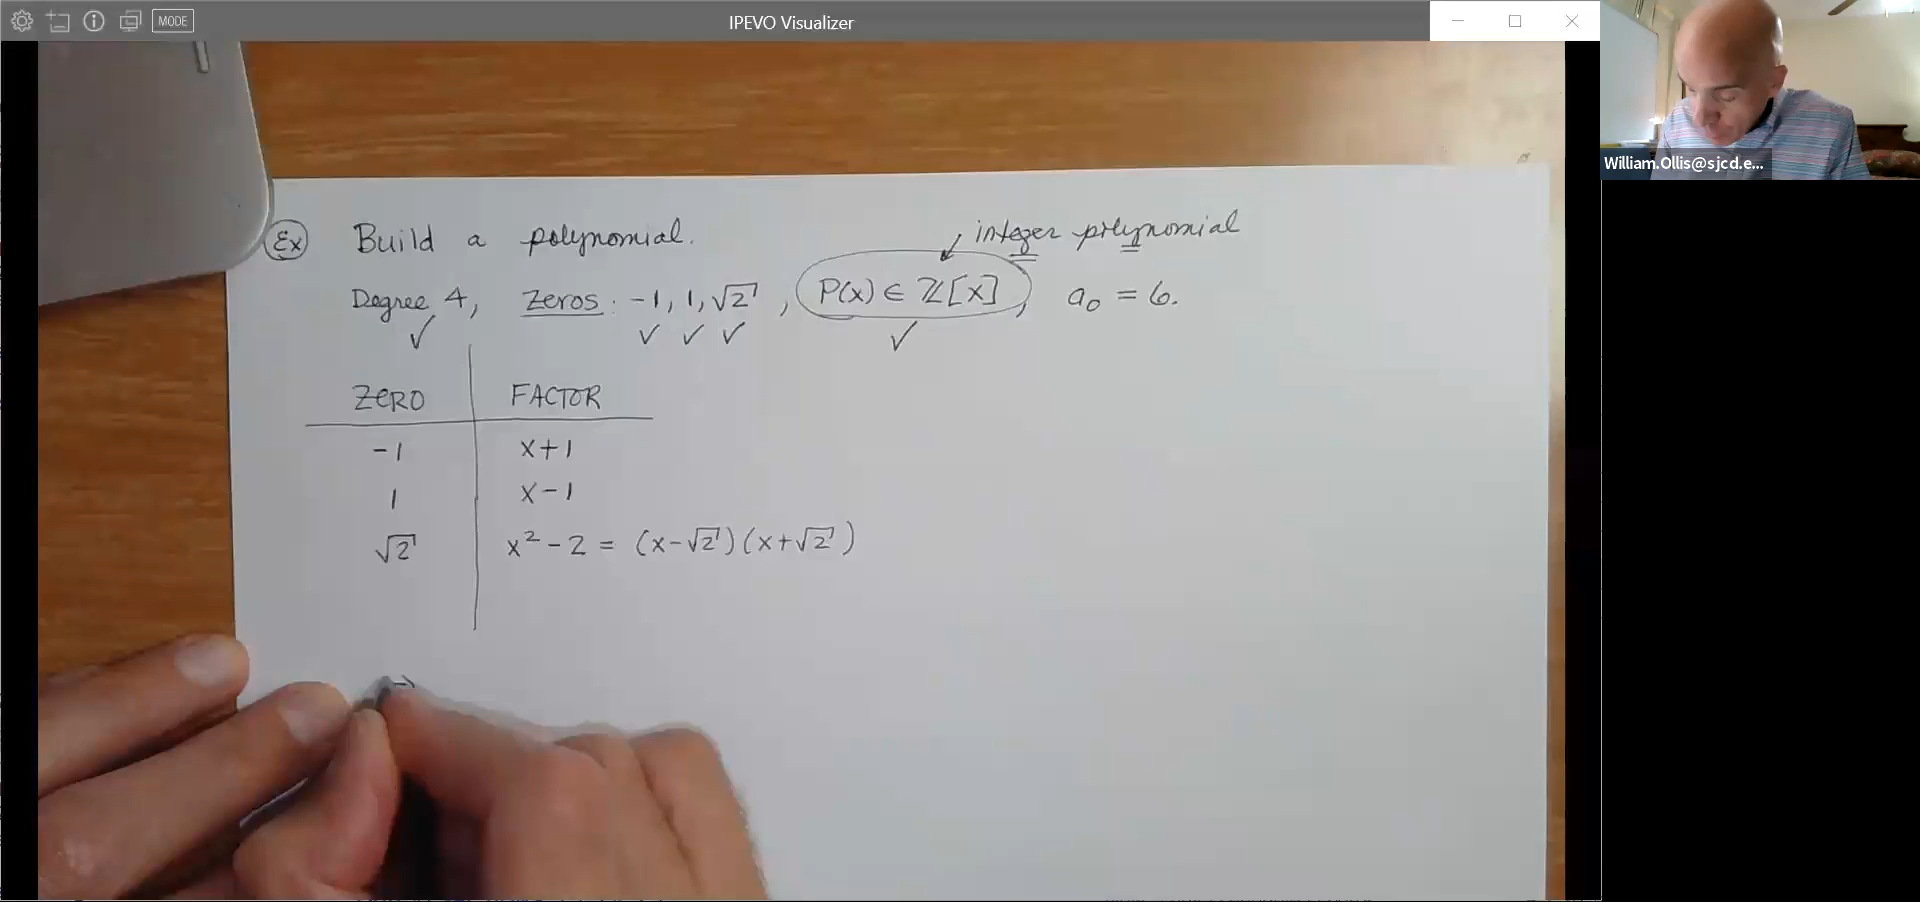 MODE
IPEVO Visualizer
William.Ollis@sjcd.e...
Ex Build a polynomial.
integer polynomial
Degree 4, Zeros: -1, 1, √2, P(x) ∈ ℤ[x], a₀ = 6.
✓ ✓ ✓ ✓ ✓
ZERO FACTOR
-1 x+1
1 x-1
√2 x²-2 = (x-√2)(x+√2)
→